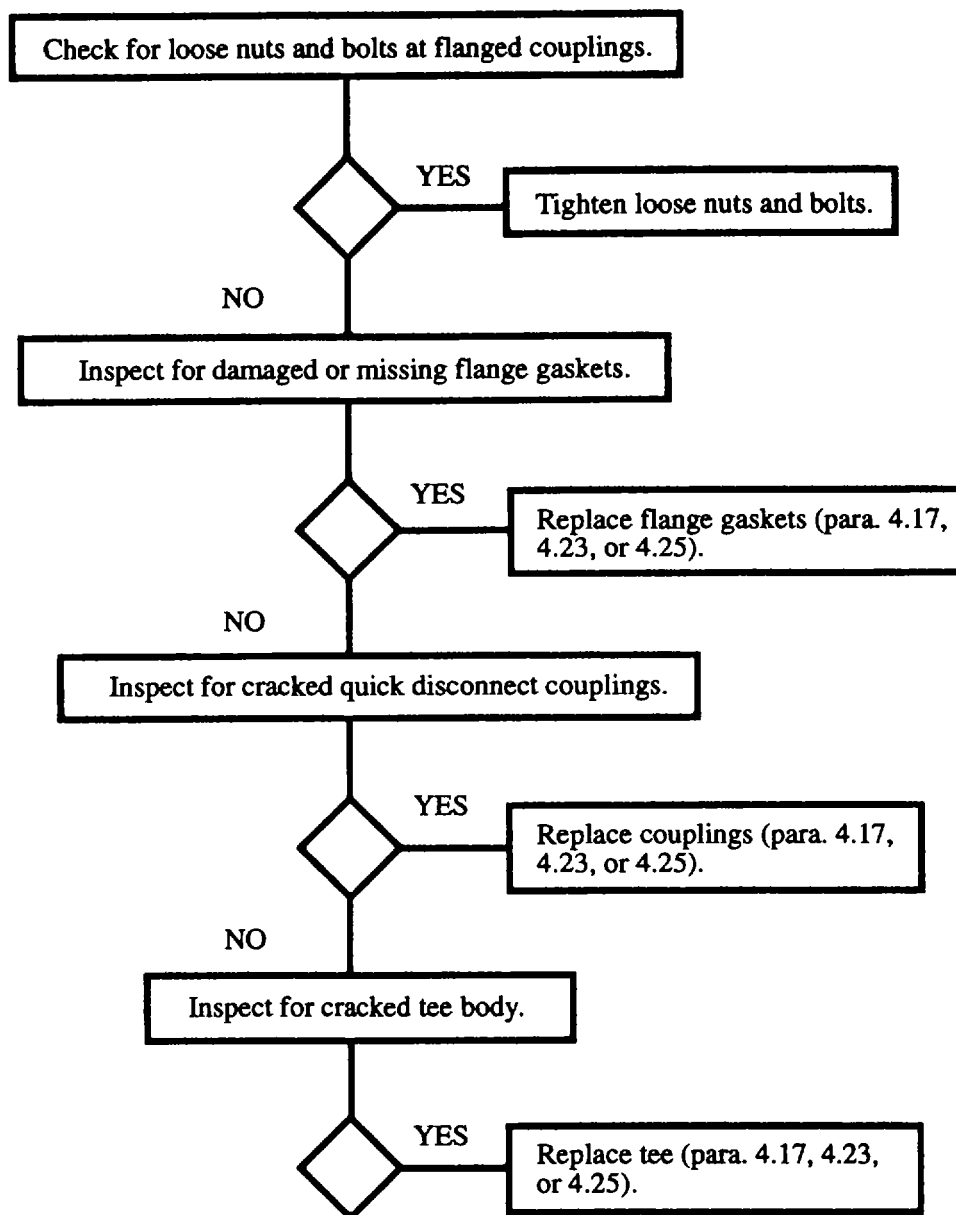 Check for loose nuts and bolts at flanged couplings.
YES
Tighten loose nuts and bolts.
NO
Inspect for damaged or missing flange gaskets.
YES
Replace flange gaskets (para. 4.17,
4.23, or 4.25).
NO
Inspect for cracked quick disconnect couplings.
YES
Replace couplings (para. 4.17,
4.23, or 4.25).
NO
Inspect for cracked tee body.
YES
Replace tee (para. 4.17, 4.23,
or 4.25).